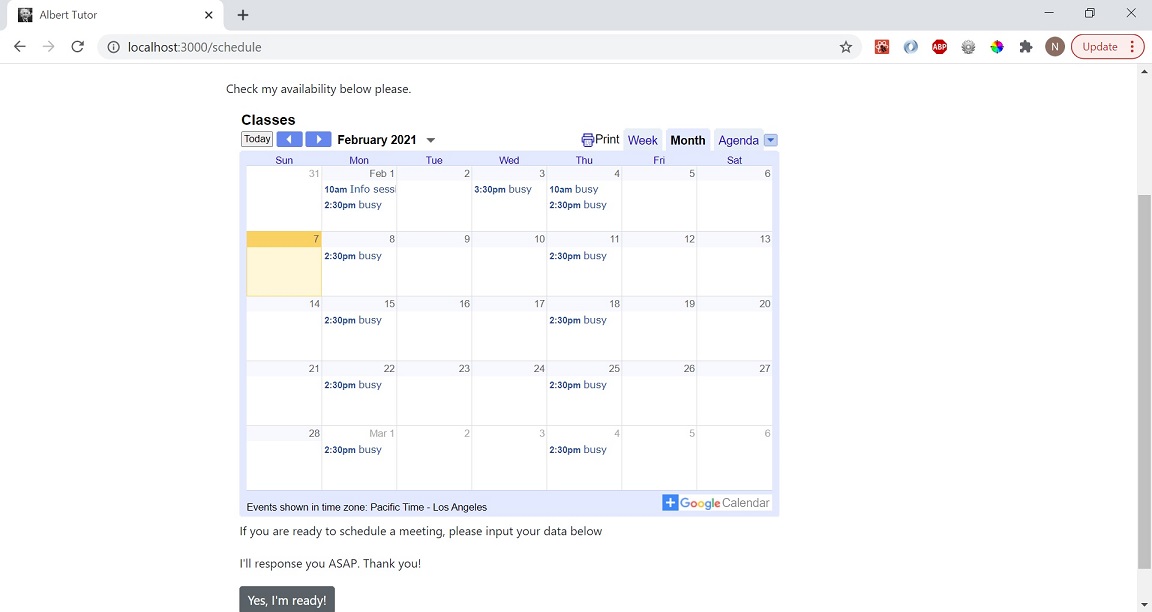 Albert Tutor
localhost:3000/schedule
ABP
N
Update
Check my availability below please.
Classes
Today
February 2021
Print Week Month Agenda
Sun Mon Tue Wed Thu Fri Sat
31 Feb 1 2 3 4 5 6
10am Info sessi 3:30pm busy 10am busy
2:30pm busy 2:30pm busy
7 8 9 10 11 12 13
2:30pm busy 2:30pm busy
14 15 16 17 18 19 20
2:30pm busy 2:30pm busy
21 22 23 24 25 26 27
2:30pm busy 2:30pm busy
28 Mar 1 2 3 4 5 6
2:30pm busy 2:30pm busy
Events shown in time zone: Pacific Time - Los Angeles
Google Calendar
If you are ready to schedule a meeting, please input your data below
I'll response you ASAP. Thank you!
Yes, I'm ready!